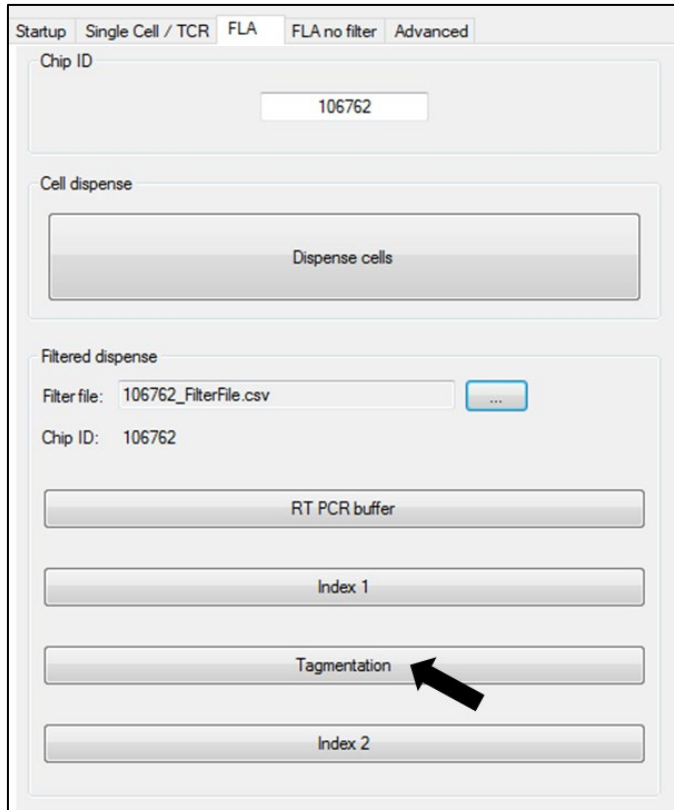 Startup Single Cell / TCR FLA FLA no filter Advanced
Chip ID
106762
Cell dispense
Dispense cells
Filtered dispense
Filter file: 106762_FilterFile.csv ...
Chip ID: 106762
RT PCR buffer
Index 1
Tagmentation
Index 2